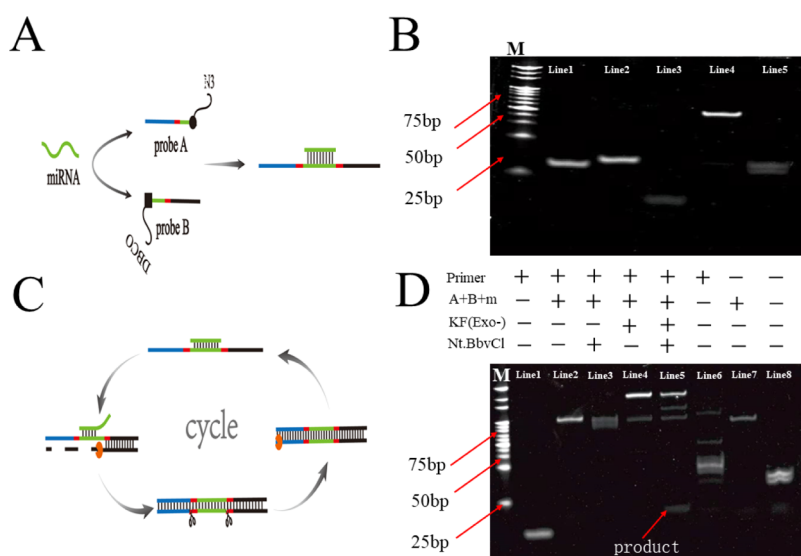 A
N3
probe A
miRNA
probe B
DBCO
B
M
Line1 Line2 Line3 Line4 Line5
75bp
50bp
25bp
C
cycle
D
Primer + + + + + + − −
A+B+m − + + + + − + −
KF(Exo-) − − − + + − − −
Nt.BbvCl − − + − + − − −
M
Line1 Line2 Line3 Line4 Line5 Line6 Line7 Line8
75bp
50bp
25bp
product